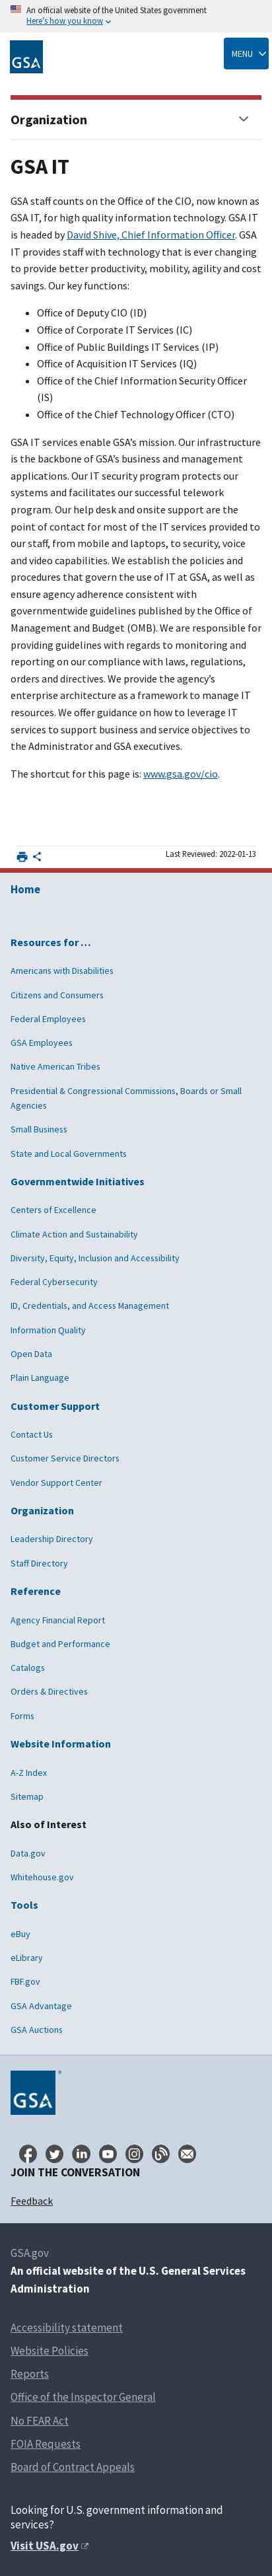 An official website of the United States government
Here's how you know
GSA
MENU
Organization
GSA IT
GSA staff counts on the Office of the CIO, now known as
GSA IT, for high quality information technology. GSA IT
is headed by David Shive, Chief Information Officer. GSA
IT provides staff with technology that is ever changing
to provide better productivity, mobility, agility and cost
savings. Our key functions:
• Office of Deputy CIO (ID)
• Office of Corporate IT Services (IC)
• Office of Public Buildings IT Services (IP)
• Office of Acquisition IT Services (IQ)
• Office of the Chief Information Security Officer
(IS)
• Office of the Chief Technology Officer (CTO)
GSA IT services enable GSA's mission. Our infrastructure
is the backbone of GSA's business and management
applications. Our IT security program protects our
systems and facilitates our successful telework
program. Our help desk and onsite support are the
point of contact for most of the IT services provided to
our staff, from mobile and laptops, to security, voice
and video capabilities. We establish the policies and
procedures that govern the use of IT at GSA, as well as
ensure agency adherence consistent with
governmentwide guidelines published by the Office of
Management and Budget (OMB). We are responsible for
providing guidelines with regards to monitoring and
reporting on our compliance with laws, regulations,
orders and directives. We provide the agency's
enterprise architecture as a framework to manage IT
resources. We offer guidance on how to leverage IT
services to support business and service objectives to
the Administrator and GSA executives.
The shortcut for this page is: www.gsa.gov/cio.
Last Reviewed: 2022-01-13
Home
Resources for …
Americans with Disabilities
Citizens and Consumers
Federal Employees
GSA Employees
Native American Tribes
Presidential & Congressional Commissions, Boards or Small
Agencies
Small Business
State and Local Governments
Governmentwide Initiatives
Centers of Excellence
Climate Action and Sustainability
Diversity, Equity, Inclusion and Accessibility
Federal Cybersecurity
ID, Credentials, and Access Management
Information Quality
Open Data
Plain Language
Customer Support
Contact Us
Customer Service Directors
Vendor Support Center
Organization
Leadership Directory
Staff Directory
Reference
Agency Financial Report
Budget and Performance
Catalogs
Orders & Directives
Forms
Website Information
A-Z Index
Sitemap
Also of Interest
Data.gov
Whitehouse.gov
Tools
eBuy
eLibrary
FBF.gov
GSA Advantage
GSA Auctions
GSA
JOIN THE CONVERSATION
Feedback
GSA.gov
An official website of the U.S. General Services
Administration
Accessibility statement
Website Policies
Reports
Office of the Inspector General
No FEAR Act
FOIA Requests
Board of Contract Appeals
Looking for U.S. government information and
services?
Visit USA.gov